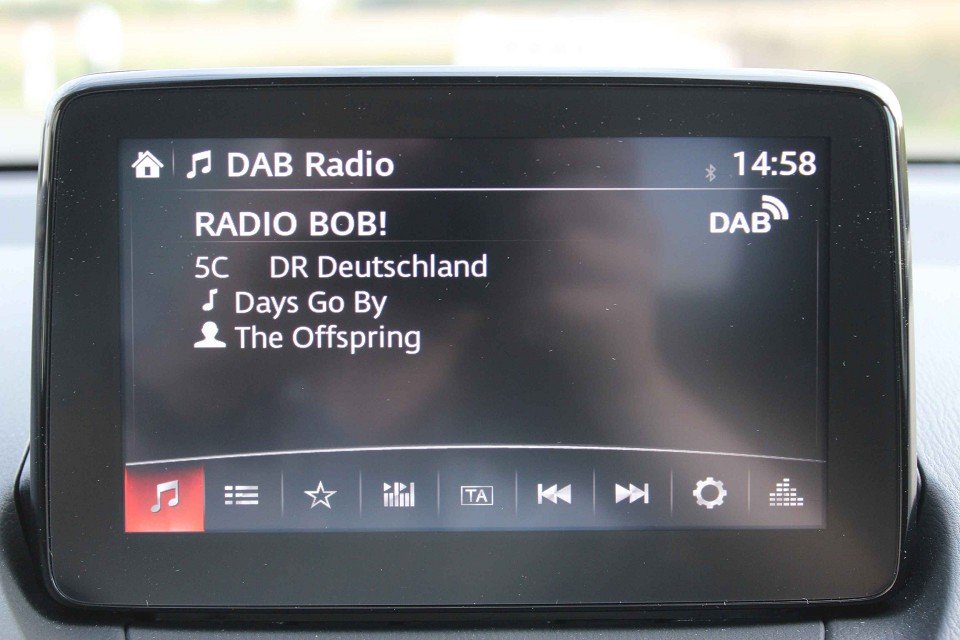 DAB Radio 14:58
RADIO BOB! DAB
5C DR Deutschland
Days Go By
The Offspring
TA